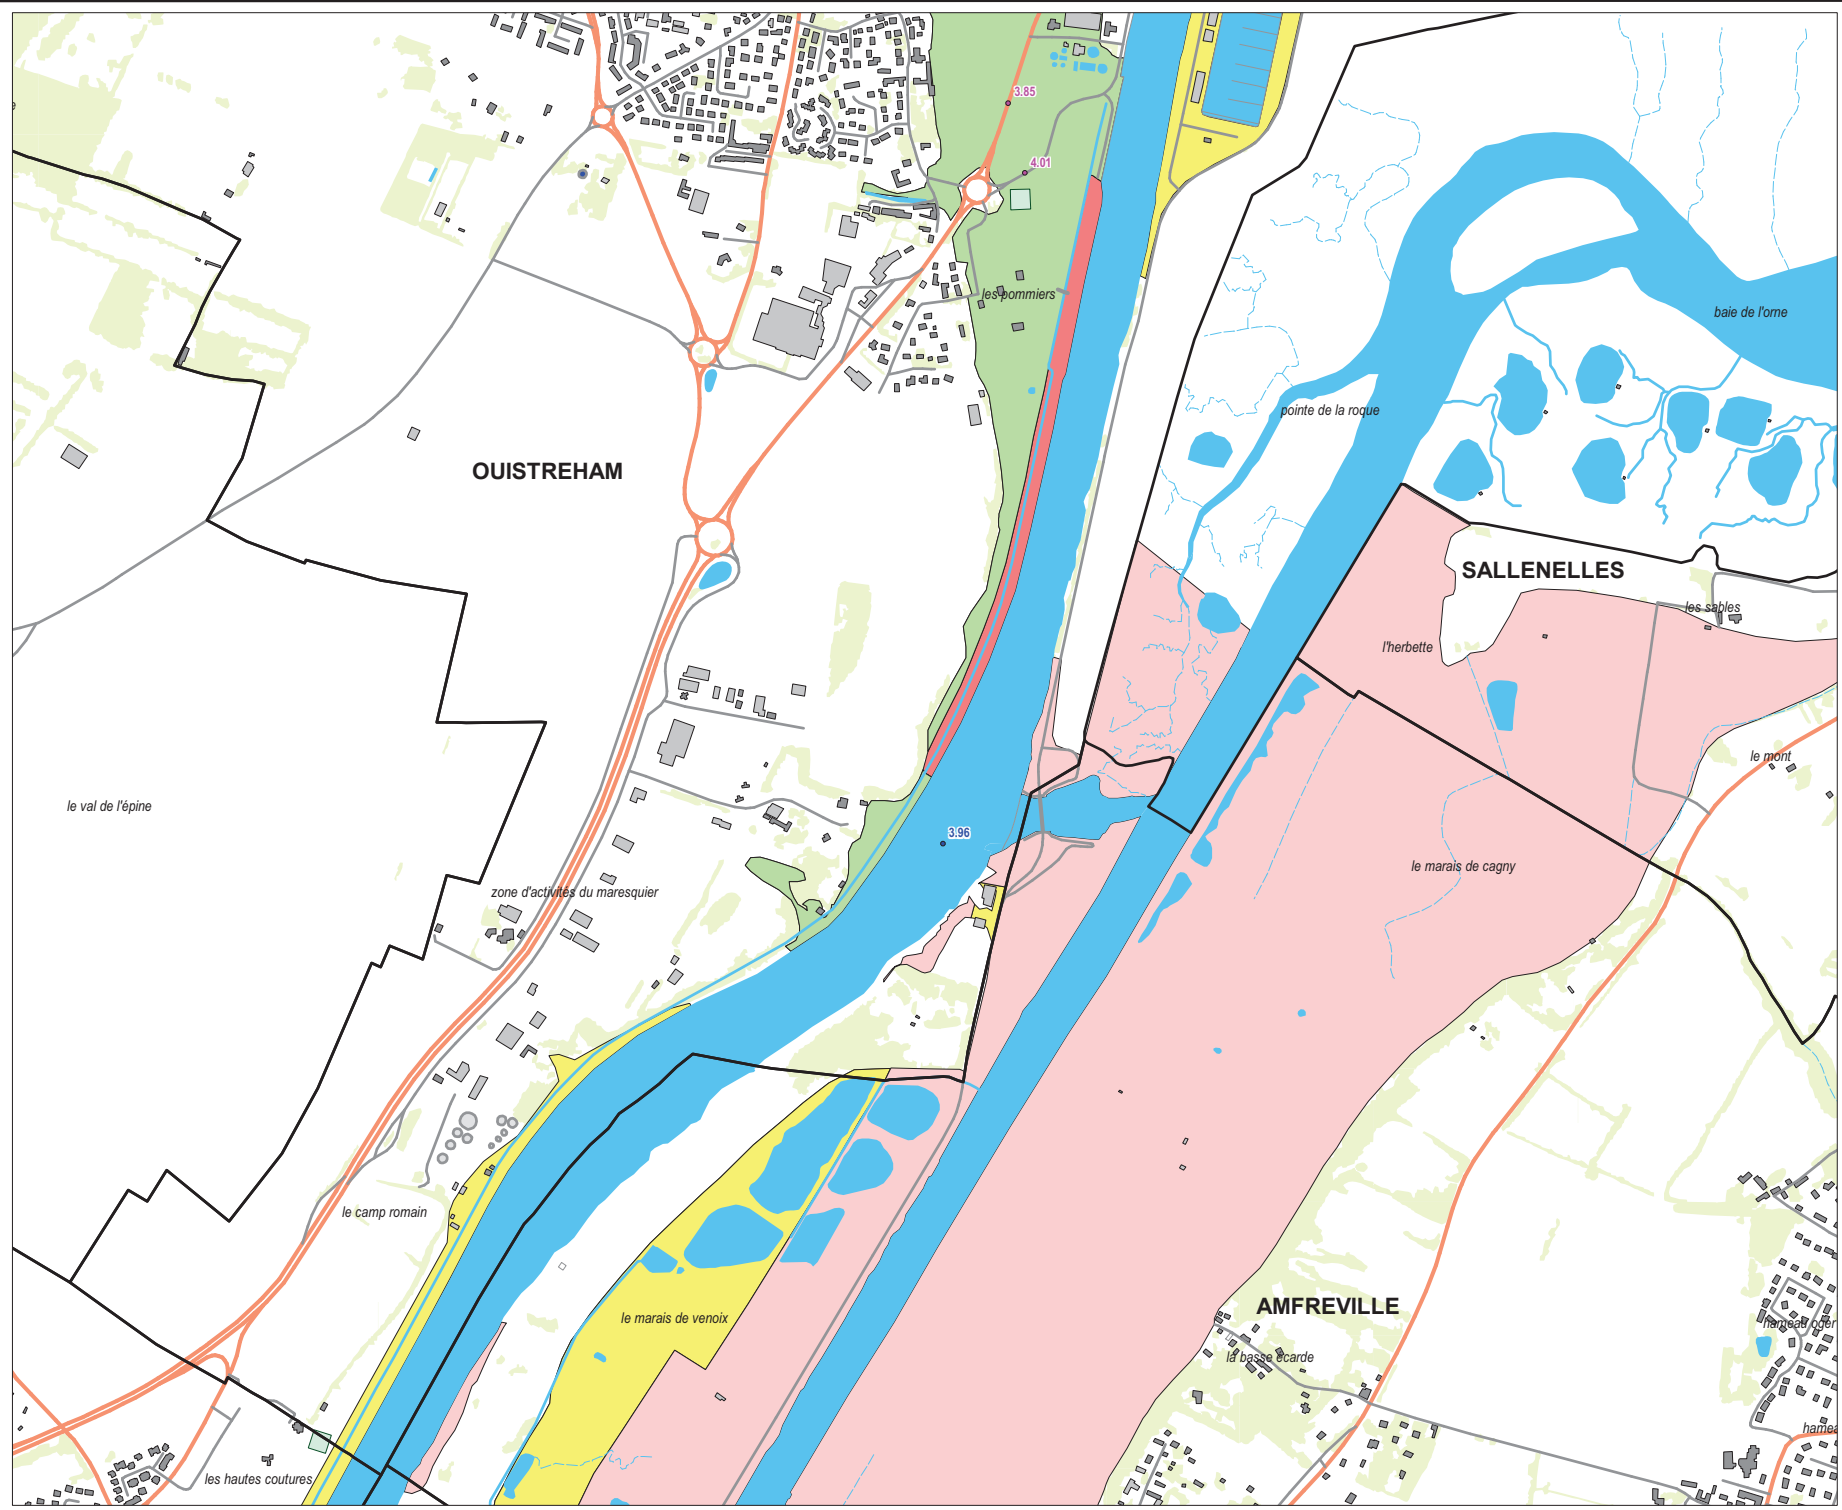 3.85
4.01
les pommiers
baie de l'orne
pointe de la roque
OUISTREHAM
SALLENELLES
les sables
l'herbette
le mont
le val de l'épine
3.96
le marais de cagny
zone d'activités du maresquier
le camp romain
le marais de venoix
AMFREVILLE
hameau oger
la basse écarde
hamea
les hautes coutures